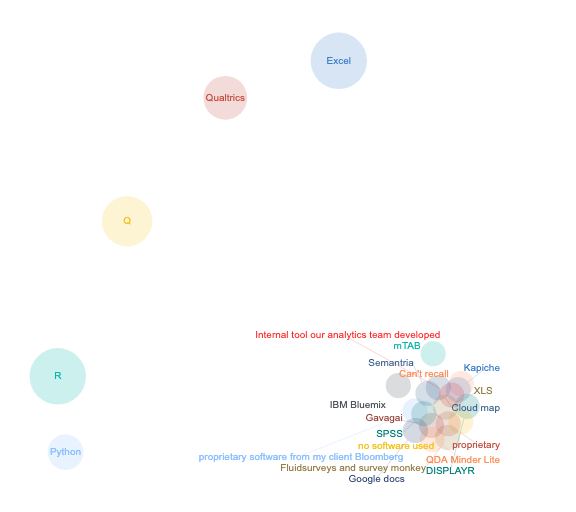 Excel
Qualtrics
Q
Internal tool our analytics team developed
mTAB
Semantria
Kapiche
Can't recall
R
XLS
IBM Bluemix
Cloud map
Gavagai
SPSS
no software used
proprietary
Python
proprietary software from my client Bloomberg
QDA Minder Lite
Fluidsurveys and survey monkey
DISPLAYR
Google docs